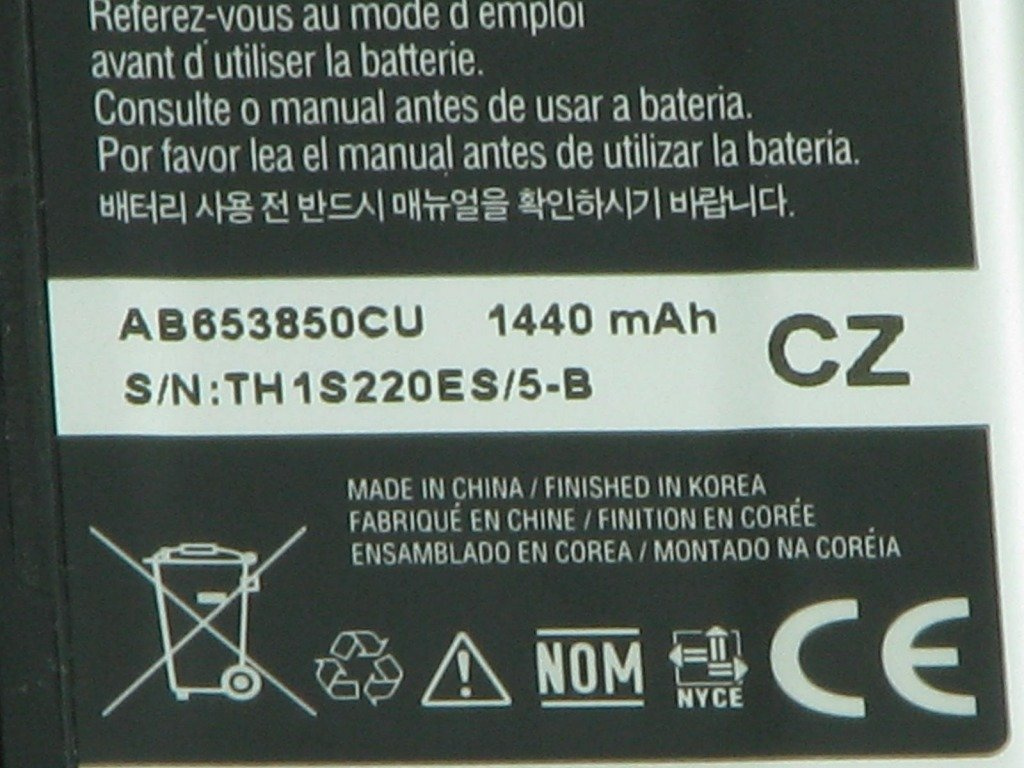 Referez-vous au mode d'emploi
avant d'utiliser la batterie.
Consulte o manual antes de usar a bateria.
Por favor lea el manual antes de utilizar la bateria.
배터리 사용 전 반드시 매뉴얼을 확인하시기 바랍니다.
AB653850CU 1440 mAh CZ
S/N:TH1S220ES/5-B
MADE IN CHINA / FINISHED IN KOREA
FABRIQUÉ EN CHINE / FINITION EN CORÉE
ENSAMBLADO EN COREA / MONTADO NA CORÉIA
NOM NYCE CE